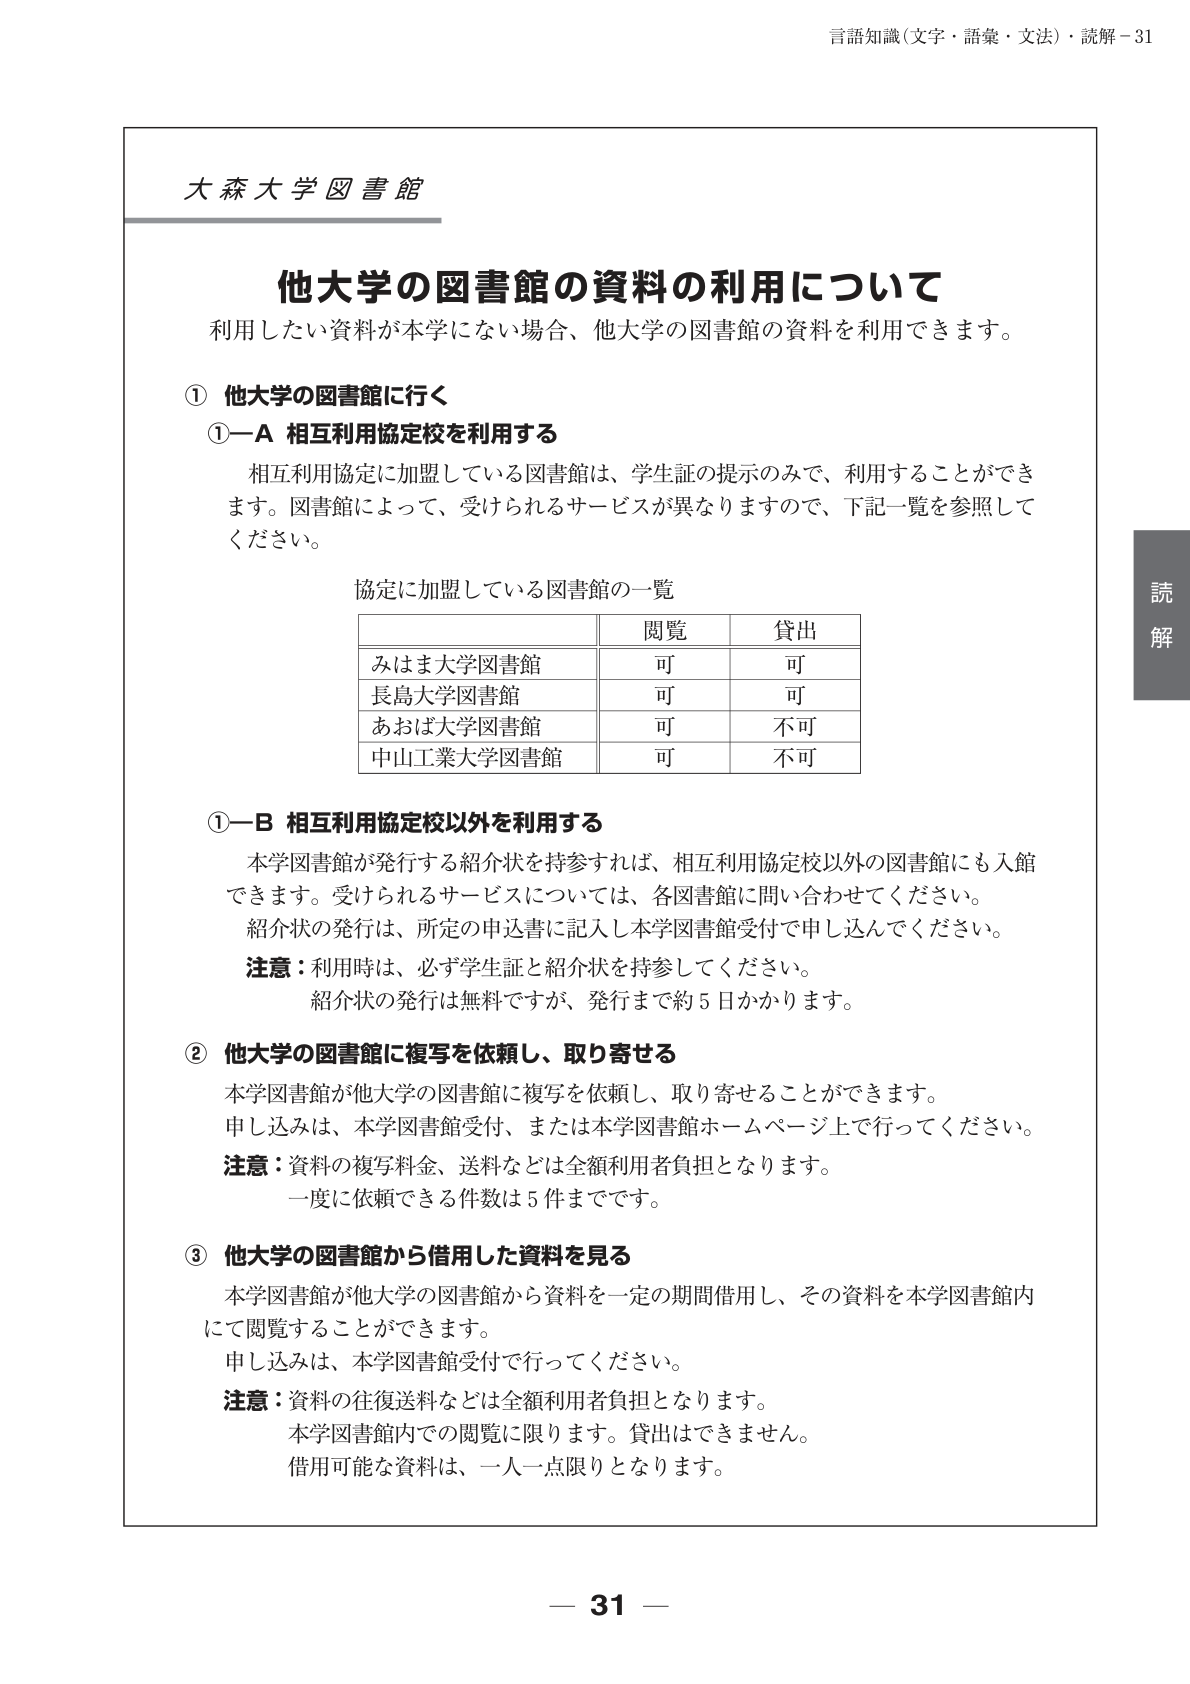 言語知識（文字・語彙・文法）・読解－31
大森大学図書館
他大学の図書館の資料の利用について
利用したい資料が本学にない場合、他大学の図書館の資料を利用できます。
① 他大学の図書館に行く
①―A 相互利用協定校を利用する
相互利用協定に加盟している図書館は、学生証の提示のみで、利用することができ
ます。図書館によって、受けられるサービスが異なりますので、下記一覧を参照して
ください。
協定に加盟している図書館の一覧
閲覧 貸出
みはま大学図書館 可 可
長島大学図書館 可 可
あおば大学図書館 可 不可
中山工業大学図書館 可 不可
①―B 相互利用協定校以外を利用する
本学図書館が発行する紹介状を持参すれば、相互利用協定校以外の図書館にも入館
できます。受けられるサービスについては、各図書館に問い合わせてください。
紹介状の発行は、所定の申込書に記入し本学図書館受付で申し込んでください。
注意：利用時は、必ず学生証と紹介状を持参してください。
紹介状の発行は無料ですが、発行まで約5日かかります。
② 他大学の図書館に複写を依頼し、取り寄せる
本学図書館が他大学の図書館に複写を依頼し、取り寄せることができます。
申し込みは、本学図書館受付、または本学図書館ホームページ上で行ってください。
注意：資料の複写料金、送料などは全額利用者負担となります。
一度に依頼できる件数は5件までです。
③ 他大学の図書館から借用した資料を見る
本学図書館が他大学の図書館から資料を一定の期間借用し、その資料を本学図書館内
にて閲覧することができます。
申し込みは、本学図書館受付で行ってください。
注意：資料の往復送料などは全額利用者負担となります。
本学図書館内での閲覧に限ります。貸出はできません。
借用可能な資料は、一人一点限りとなります。
読
解
― 31 ―